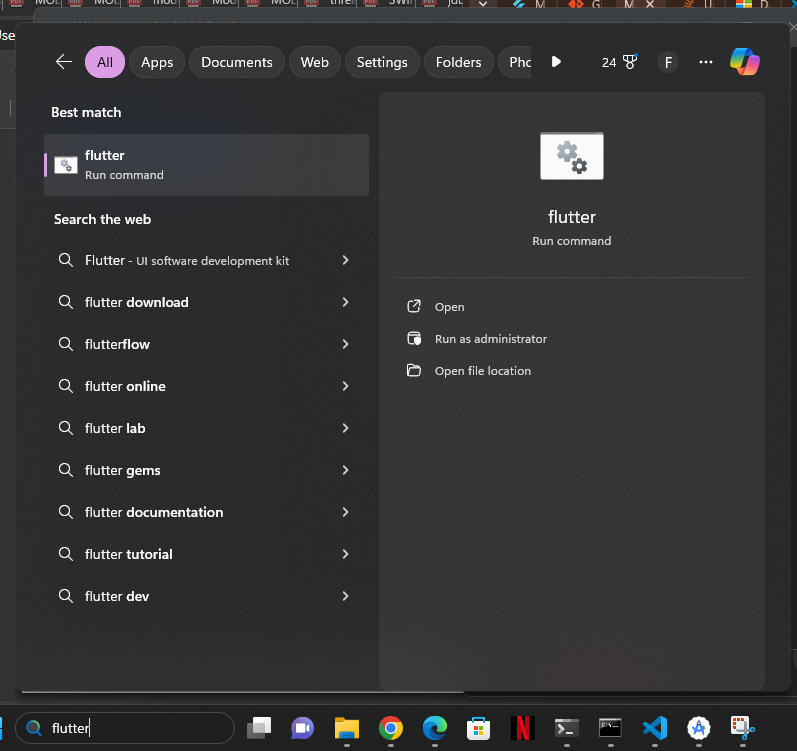 All Apps Documents Web Settings Folders Pho 24 F
Best match
flutter
Run command
Search the web
Flutter - UI software development kit
flutter download
flutterflow
flutter online
flutter lab
flutter gems
flutter documentation
flutter tutorial
flutter dev
flutter
Run command
Open
Run as administrator
Open file location
flutter